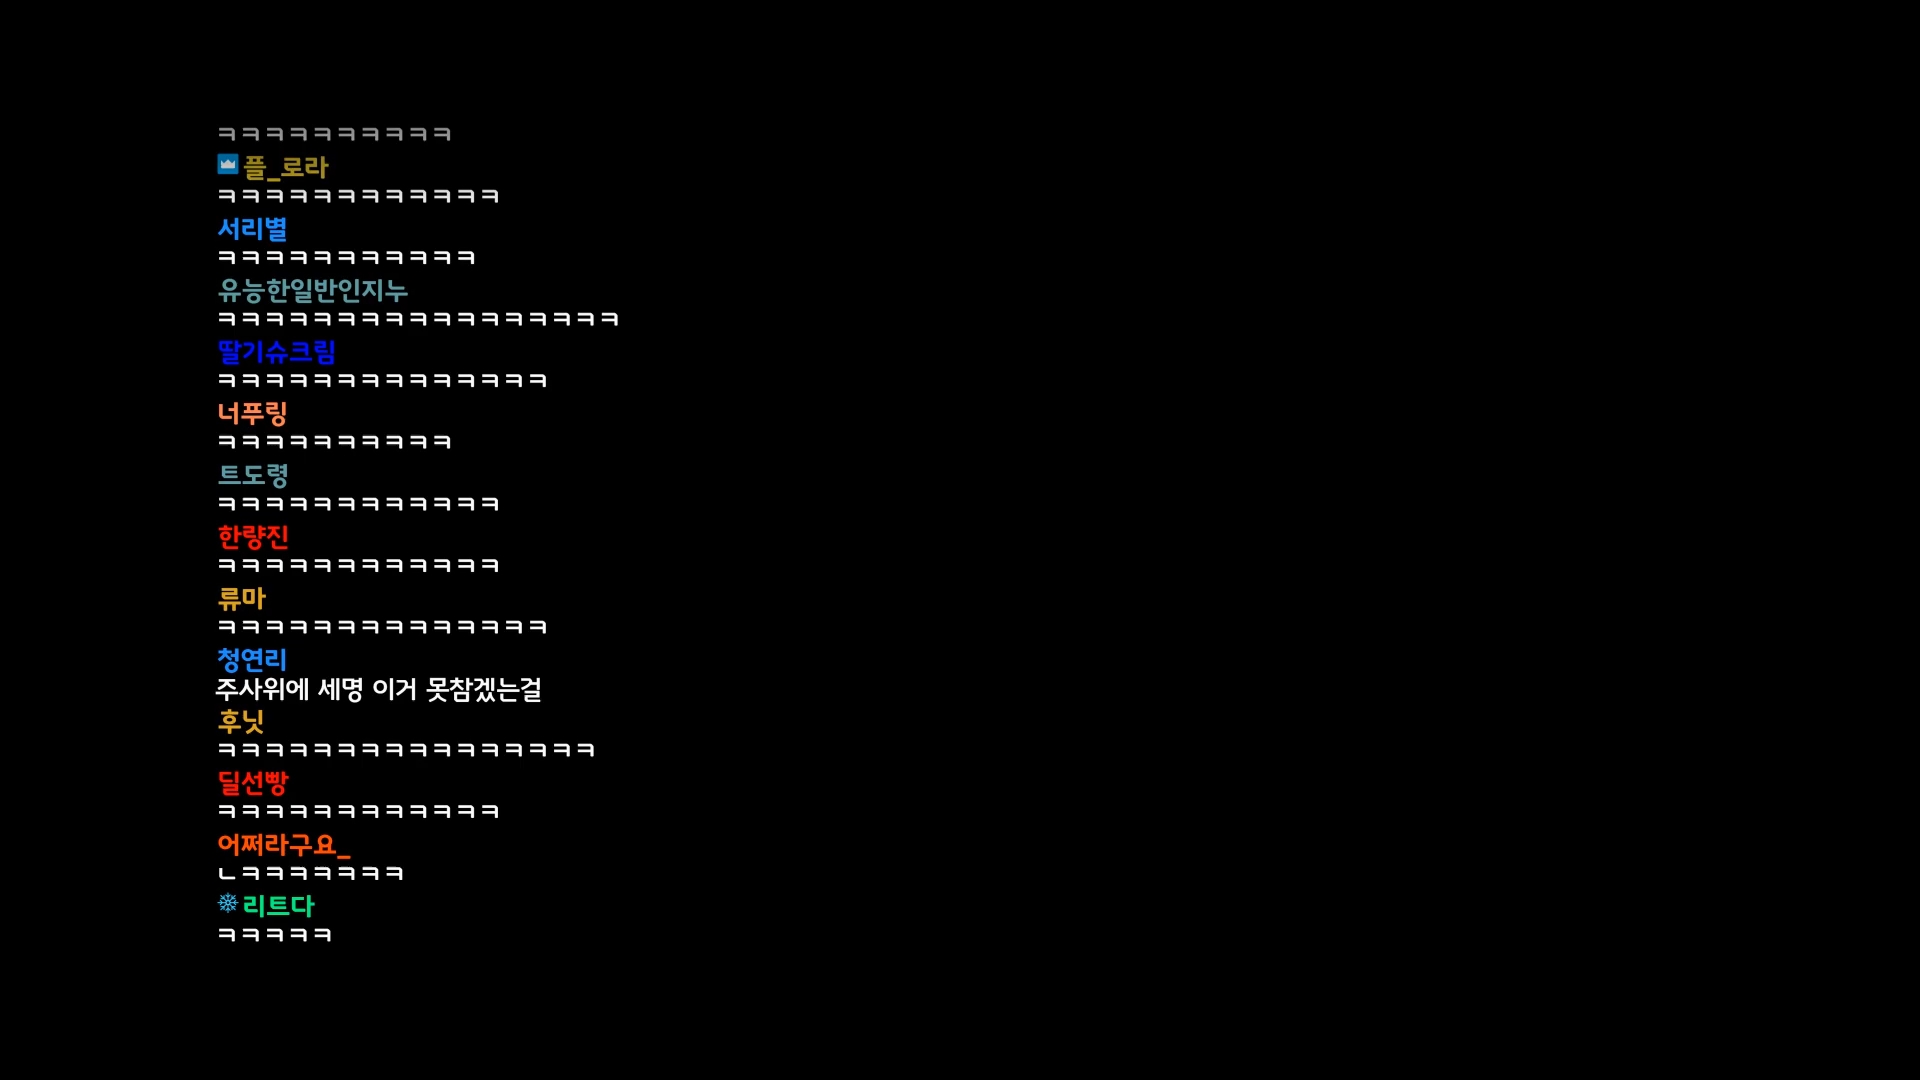 ㅋㅋㅋㅋㅋㅋㅋㅋㅋㅋ
플_로라
ㅋㅋㅋㅋㅋㅋㅋㅋㅋㅋㅋㅋ
서리별
ㅋㅋㅋㅋㅋㅋㅋㅋㅋㅋㅋ
유능한일반인지누
ㅋㅋㅋㅋㅋㅋㅋㅋㅋㅋㅋㅋㅋㅋㅋㅋㅋ
딸기슈크림
ㅋㅋㅋㅋㅋㅋㅋㅋㅋㅋㅋㅋㅋㅋ
너푸링
ㅋㅋㅋㅋㅋㅋㅋㅋㅋㅋ
트도령
ㅋㅋㅋㅋㅋㅋㅋㅋㅋㅋㅋㅋ
한량진
ㅋㅋㅋㅋㅋㅋㅋㅋㅋㅋㅋㅋ
류마
ㅋㅋㅋㅋㅋㅋㅋㅋㅋㅋㅋㅋㅋㅋ
청연리
주사위에 세명 이거 못참겠는걸
후닛
ㅋㅋㅋㅋㅋㅋㅋㅋㅋㅋㅋㅋㅋㅋㅋㅋ
딜선빵
ㅋㅋㅋㅋㅋㅋㅋㅋㅋㅋㅋㅋ
어쩌라구요_
ㄴㅋㅋㅋㅋㅋㅋㅋ
리트다
ㅋㅋㅋㅋㅋ